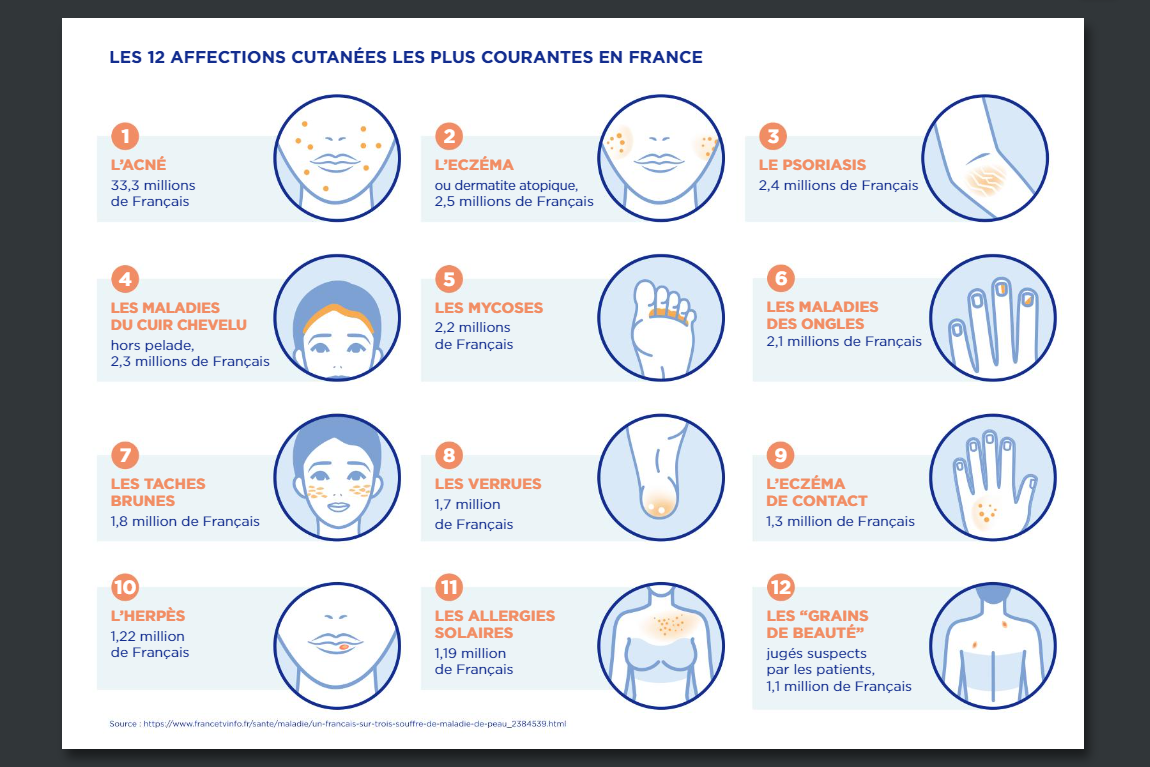 LES 12 AFFECTIONS CUTANÉES LES PLUS COURANTES EN FRANCE
1
L'ACNÉ
33,3 millions
de Français
2
L'ECZÉMA
ou dermatite atopique,
2,5 millions de Français
3
LE PSORIASIS
2,4 millions de Français
4
LES MALADIES
DU CUIR CHEVELU
hors pelade,
2,3 millions de Français
5
LES MYCOSES
2,2 millions
de Français
6
LES MALADIES
DES ONGLES
2,1 millions de Français
7
LES TACHES
BRUNES
1,8 million de Français
8
LES VERRUES
1,7 million
de Français
9
L'ECZÉMA
DE CONTACT
1,3 million de Français
10
L'HERPÈS
1,22 million
de Français
11
LES ALLERGIES
SOLAIRES
1,19 million
de Français
12
LES “GRAINS
DE BEAUTÉ”
jugés suspects
par les patients,
1,1 million de Français
Source : https://www.francetvinfo.fr/sante/maladie/un-francais-sur-trois-souffre-de-maladie-de-peau_2384539.html